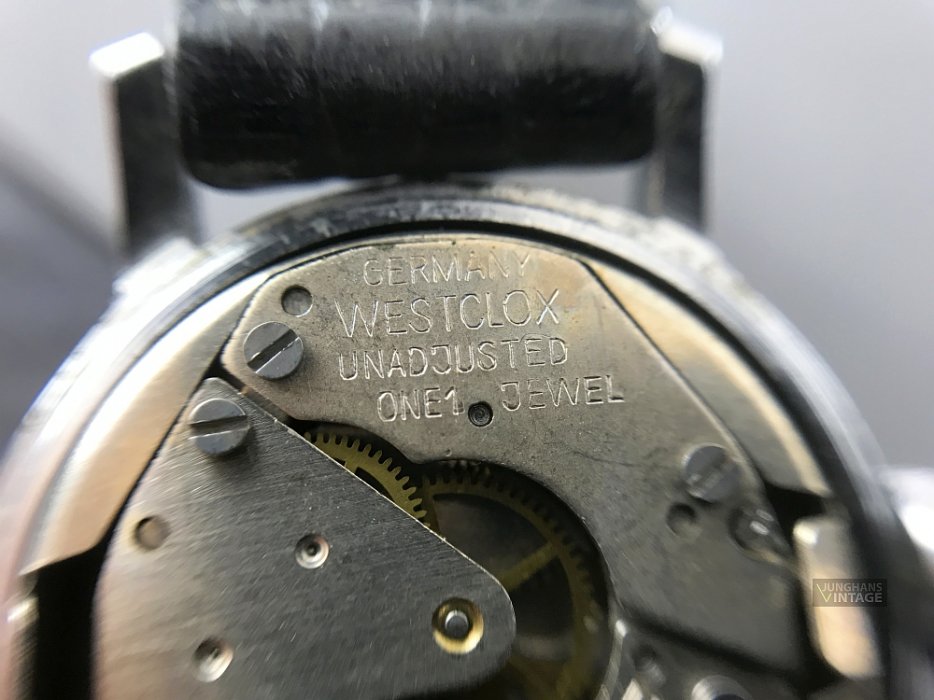 GERMANY
WESTCLOX
UNADJUSTED
ONE1 JEWEL
JUNGHANS
VINTAGE